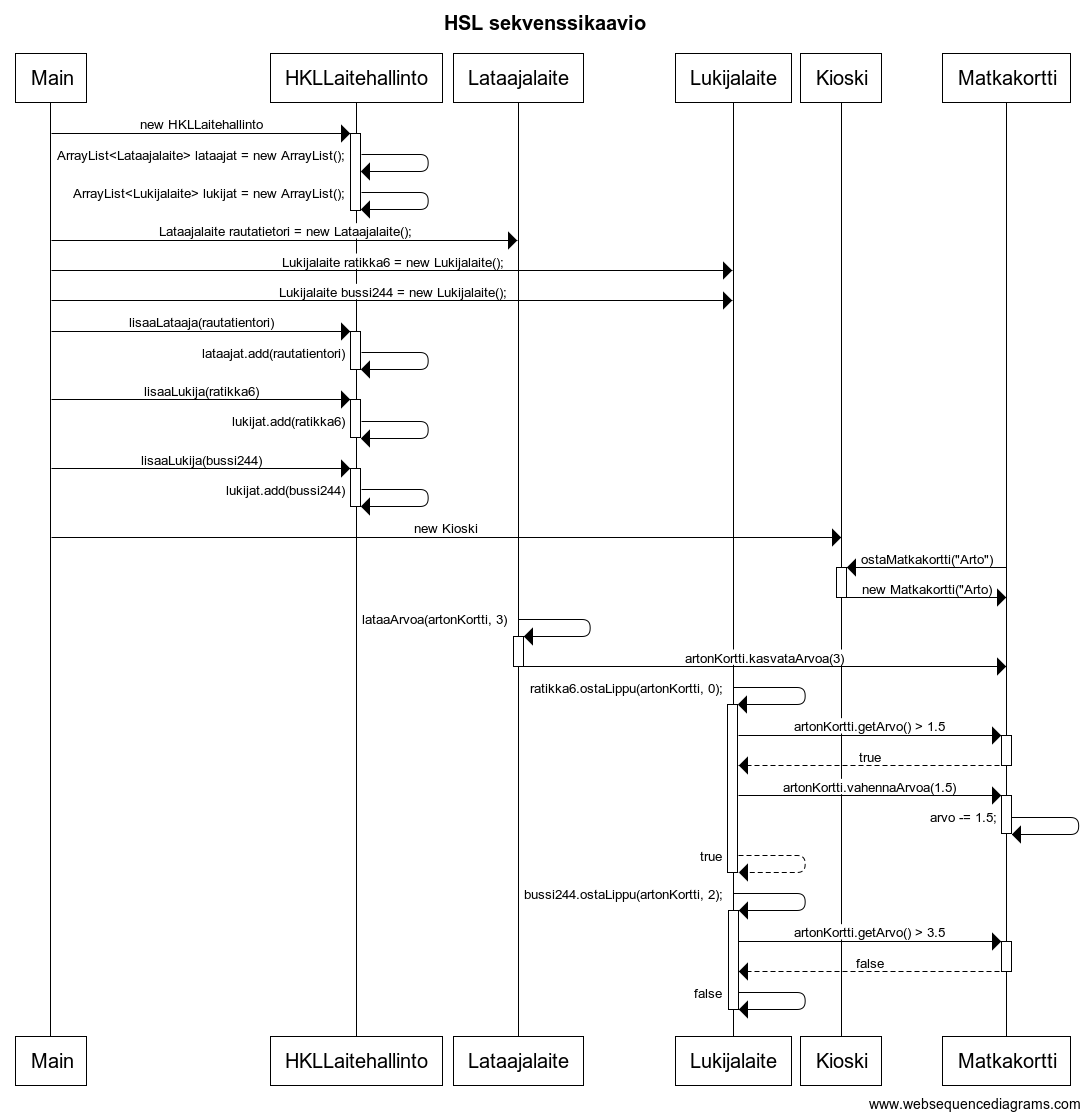 HSL sekvenssikaavio
Main
HKLLaitehallinto
Lataajalaite
Lukijalaite
Kioski
Matkakortti
new HKLLaitehallinto
ArrayList<Lataajalaite> lataajat = new ArrayList();
ArrayList<Lukijalaite> lukijat = new ArrayList();
Lataajalaite rautatietori = new Lataajalaite();
Lukijalaite ratikka6 = new Lukijalaite();
Lukijalaite bussi244 = new Lukijalaite();
lisaaLataaja(rautatientori)
lataajat.add(rautatientori)
lisaaLukija(ratikka6)
lukijat.add(ratikka6)
lisaaLukija(bussi244)
lukijat.add(bussi244)
new Kioski
ostaMatkakortti("Arto")
new Matkakortti("Arto)
lataaArvoa(artonKortti, 3)
artonKortti.kasvataArvoa(3)
ratikka6.ostaLippu(artonKortti, 0);
artonKortti.getArvo() > 1.5
true
artonKortti.vahennaArvoa(1.5)
arvo -= 1.5;
true
bussi244.ostaLippu(artonKortti, 2);
artonKortti.getArvo() > 3.5
false
false
Main
HKLLaitehallinto
Lataajalaite
Lukijalaite
Kioski
Matkakortti
www.websequencediagrams.com